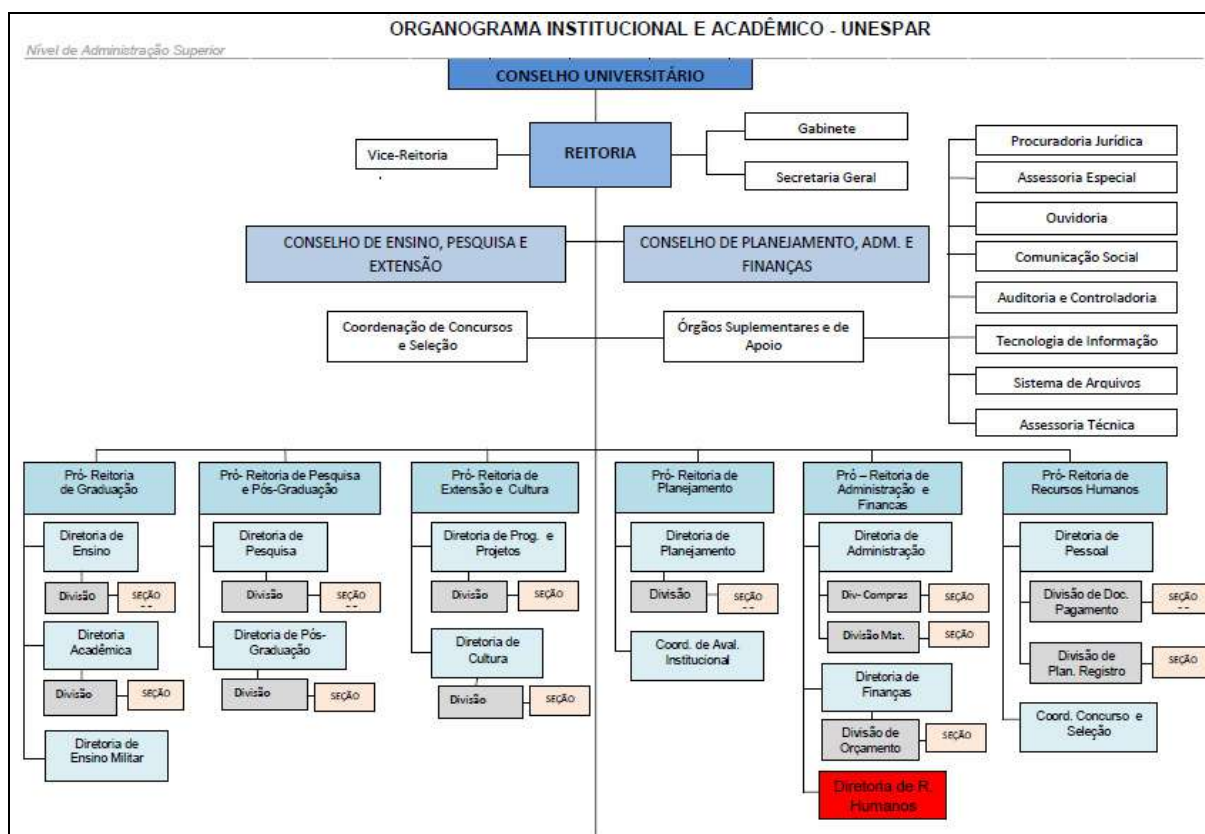 ORGANOGRAMA INSTITUCIONAL E ACADÊMICO - UNESPAR
Nível de Administração Superior
CONSELHO UNIVERSITÁRIO
REITORIA
Vice-Reitoria
Gabinete
Secretaria Geral
Procuradoria Jurídica
Assessoria Especial
Ouvidoria
Comunicação Social
Auditoria e Controladoria
Tecnologia de Informação
Sistema de Arquivos
Assessoria Técnica
CONSELHO DE ENSINO, PESQUISA E
EXTENSÃO
CONSELHO DE PLANEJAMENTO, ADM. E
FINANÇAS
Coordenação de Concursos
e Seleção
Órgãos Suplementares e de
Apoio
Pró- Reitoria
de Graduação
Diretoria de
Ensino
Divisão
SEÇÃO
Diretoria
Acadêmica
Divisão
SEÇÃO
Diretoria de
Ensino Militar
Pró- Reitoria de Pesquisa
e Pós-Graduação
Diretoria de
Pesquisa
Divisão
SEÇÃO
Diretoria de Pós-
Graduação
Divisão
SEÇÃO
Pró- Reitoria de
Extensão e Cultura
Diretoria de Prog. e
Projetos
Divisão
SEÇÃO
Diretoria de
Cultura
Divisão
SEÇÃO
Pró- Reitoria de
Planejamento
Diretoria de
Planejamento
Divisão
SEÇÃO
Coord. de Aval.
Institucional
Pró – Reitoria de
Administração e
Financas
Diretoria de
Administração
Div- Compras
SEÇÃO
Divisão Mat.
SEÇÃO
Diretoria de
Finanças
Divisão de
Orçamento
SEÇÃO
Diretoria de R.
Humanos
Pró- Reitoria de
Recursos Humanos
Diretoria de
Pessoal
Divisão de Doc.
Pagamento
SEÇÃO
Divisão de
Plan. Registro
SEÇÃO
Coord. Concurso e
Seleção